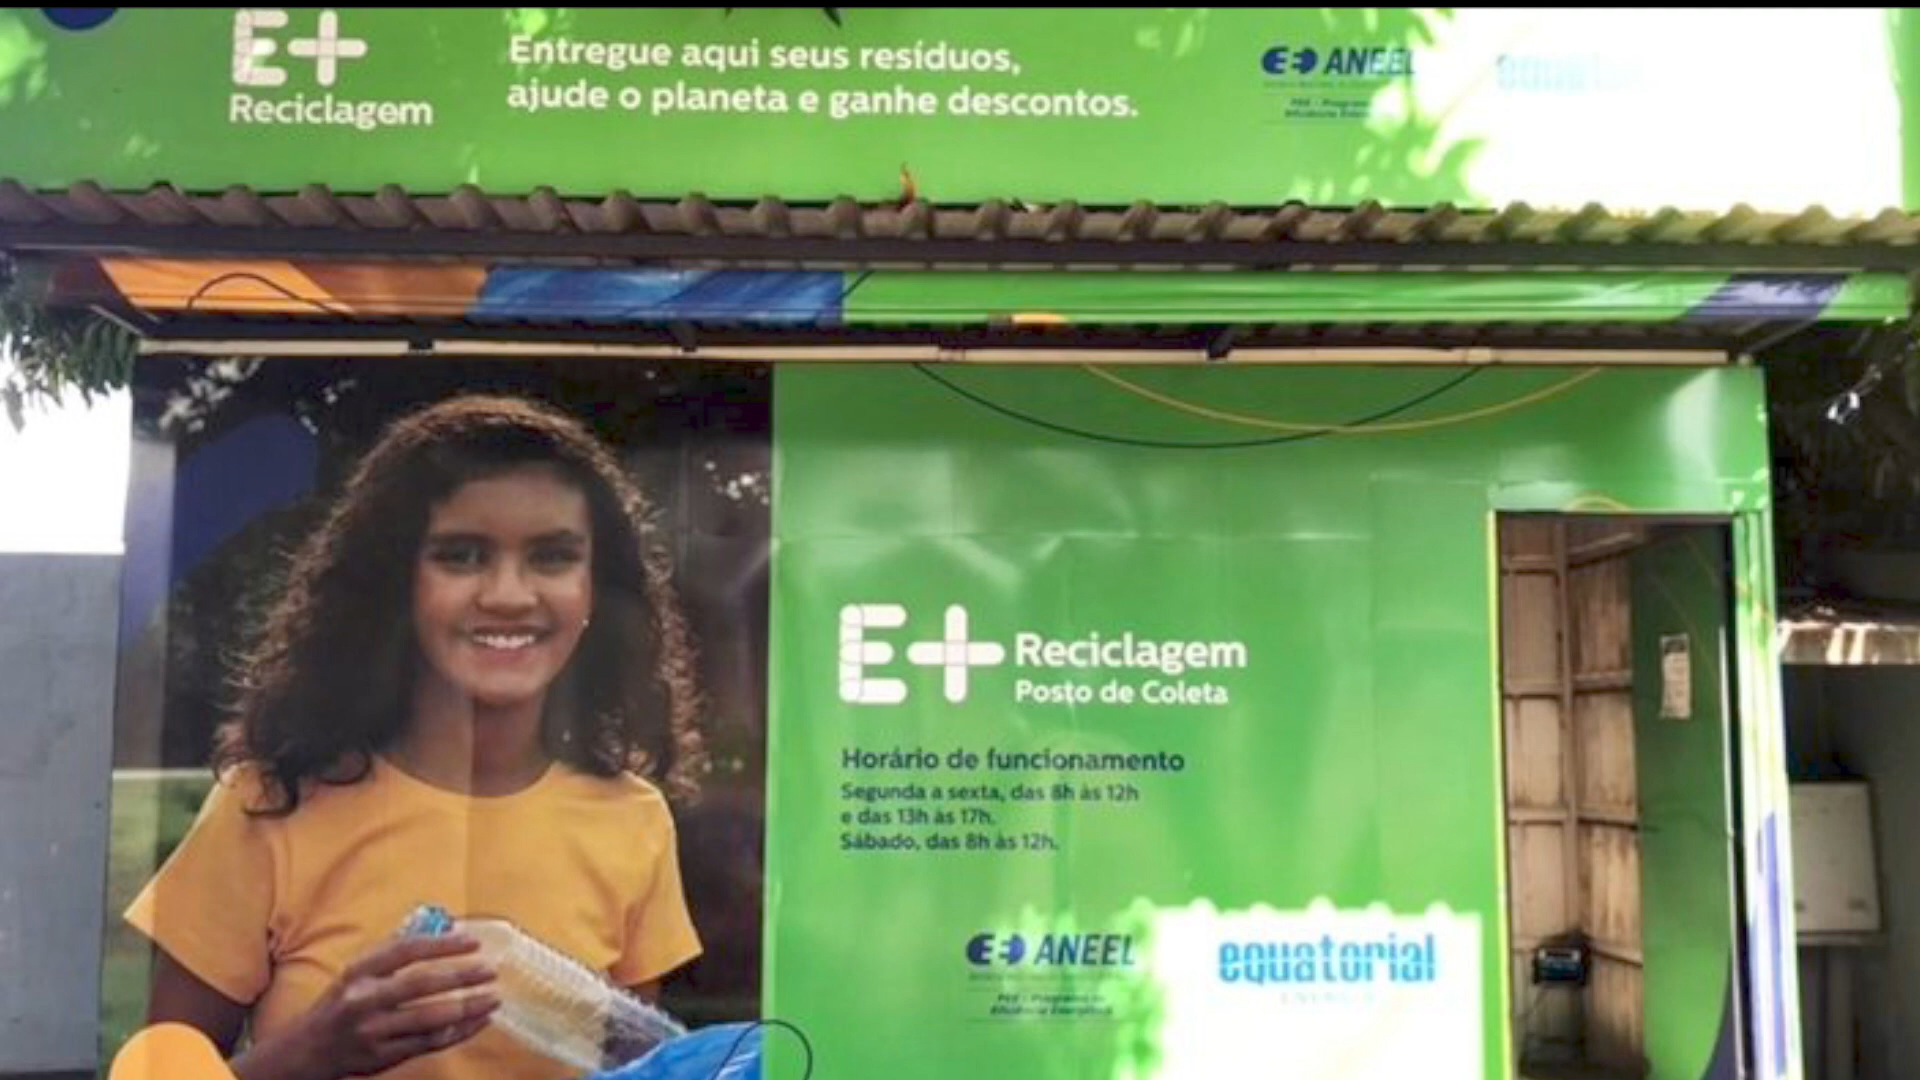 E+
Reciclagem
Entregue aqui seus resíduos,
ajude o planeta e ganhe descontos.
ANEEL
E+ Reciclagem
Posto de Coleta
Horário de funcionamento
Segunda a sexta, das 8h às 12h
e das 13h às 17h.
Sábado, das 8h às 12h.
ANEEL
equatorial